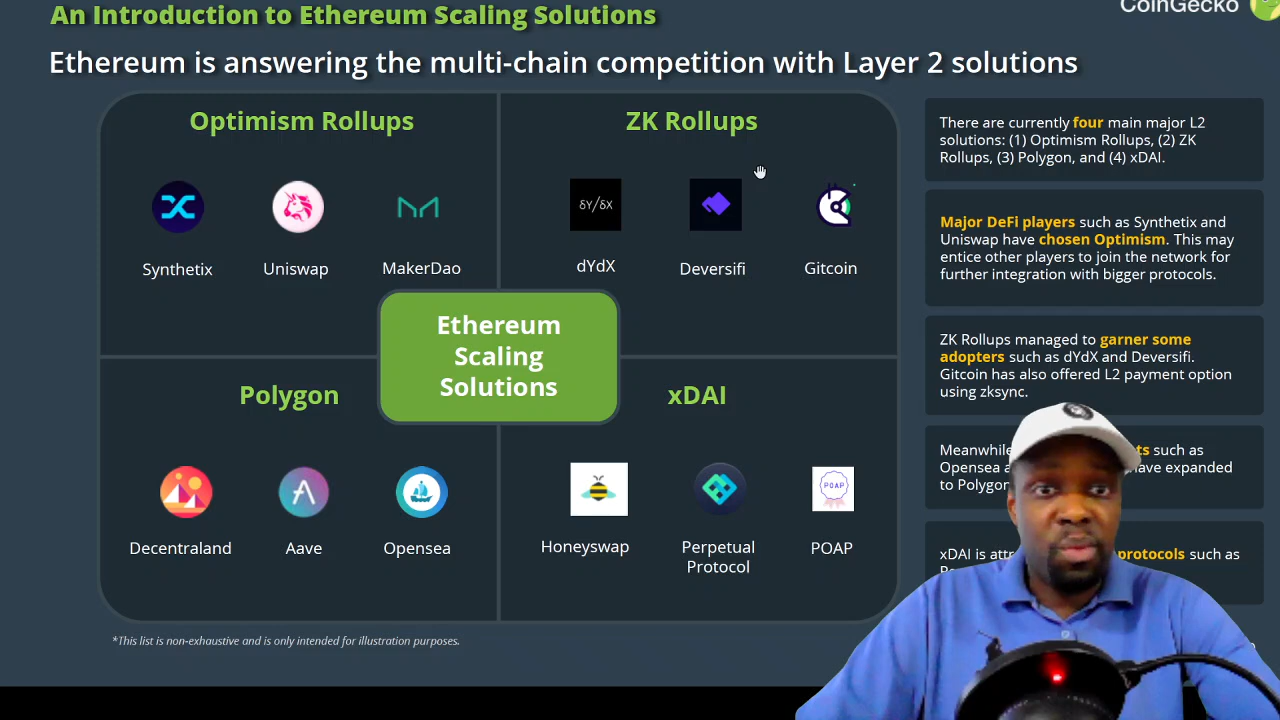 An Introduction to Ethereum Scaling Solutions
CoinGecko
Ethereum is answering the multi-chain competition with Layer 2 solutions
Optimism Rollups
ZK Rollups
δY/δX
Synthetix
Uniswap
MakerDao
dYdX
Deversifi
Gitcoin
Ethereum
Scaling
Solutions
Polygon
xDAI
POAP
Decentraland
Aave
Opensea
Honeyswap
Perpetual
Protocol
POAP
*This list is non-exhaustive and is only intended for illustration purposes.
There are currently four main major L2
solutions: (1) Optimism Rollups, (2) ZK
Rollups, (3) Polygon, and (4) xDAI.
Major DeFi players such as Synthetix and
Uniswap have chosen Optimism. This may
entice other players to join the network for
further integration with bigger protocols.
ZK Rollups managed to garner some
adopters such as dYdX and Deversifi.
Gitcoin has also offered L2 payment option
using zksync.
Meanwhile such as
Opensea have expanded
to Polygon
xDAI is protocols such as